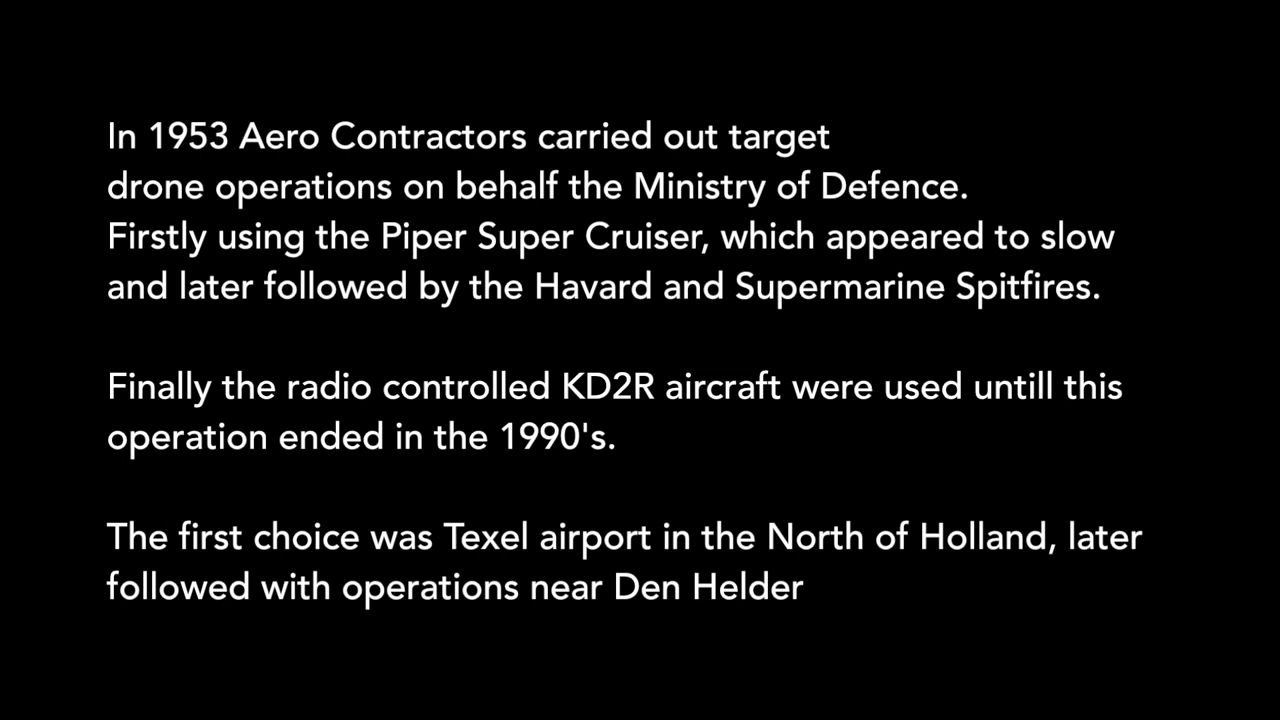 In 1953 Aero Contractors carried out target
drone operations on behalf the Ministry of Defence.
Firstly using the Piper Super Cruiser, which appeared to slow
and later followed by the Havard and Supermarine Spitfires.
Finally the radio controlled KD2R aircraft were used untill this
operation ended in the 1990's.
The first choice was Texel airport in the North of Holland, later
followed with operations near Den Helder